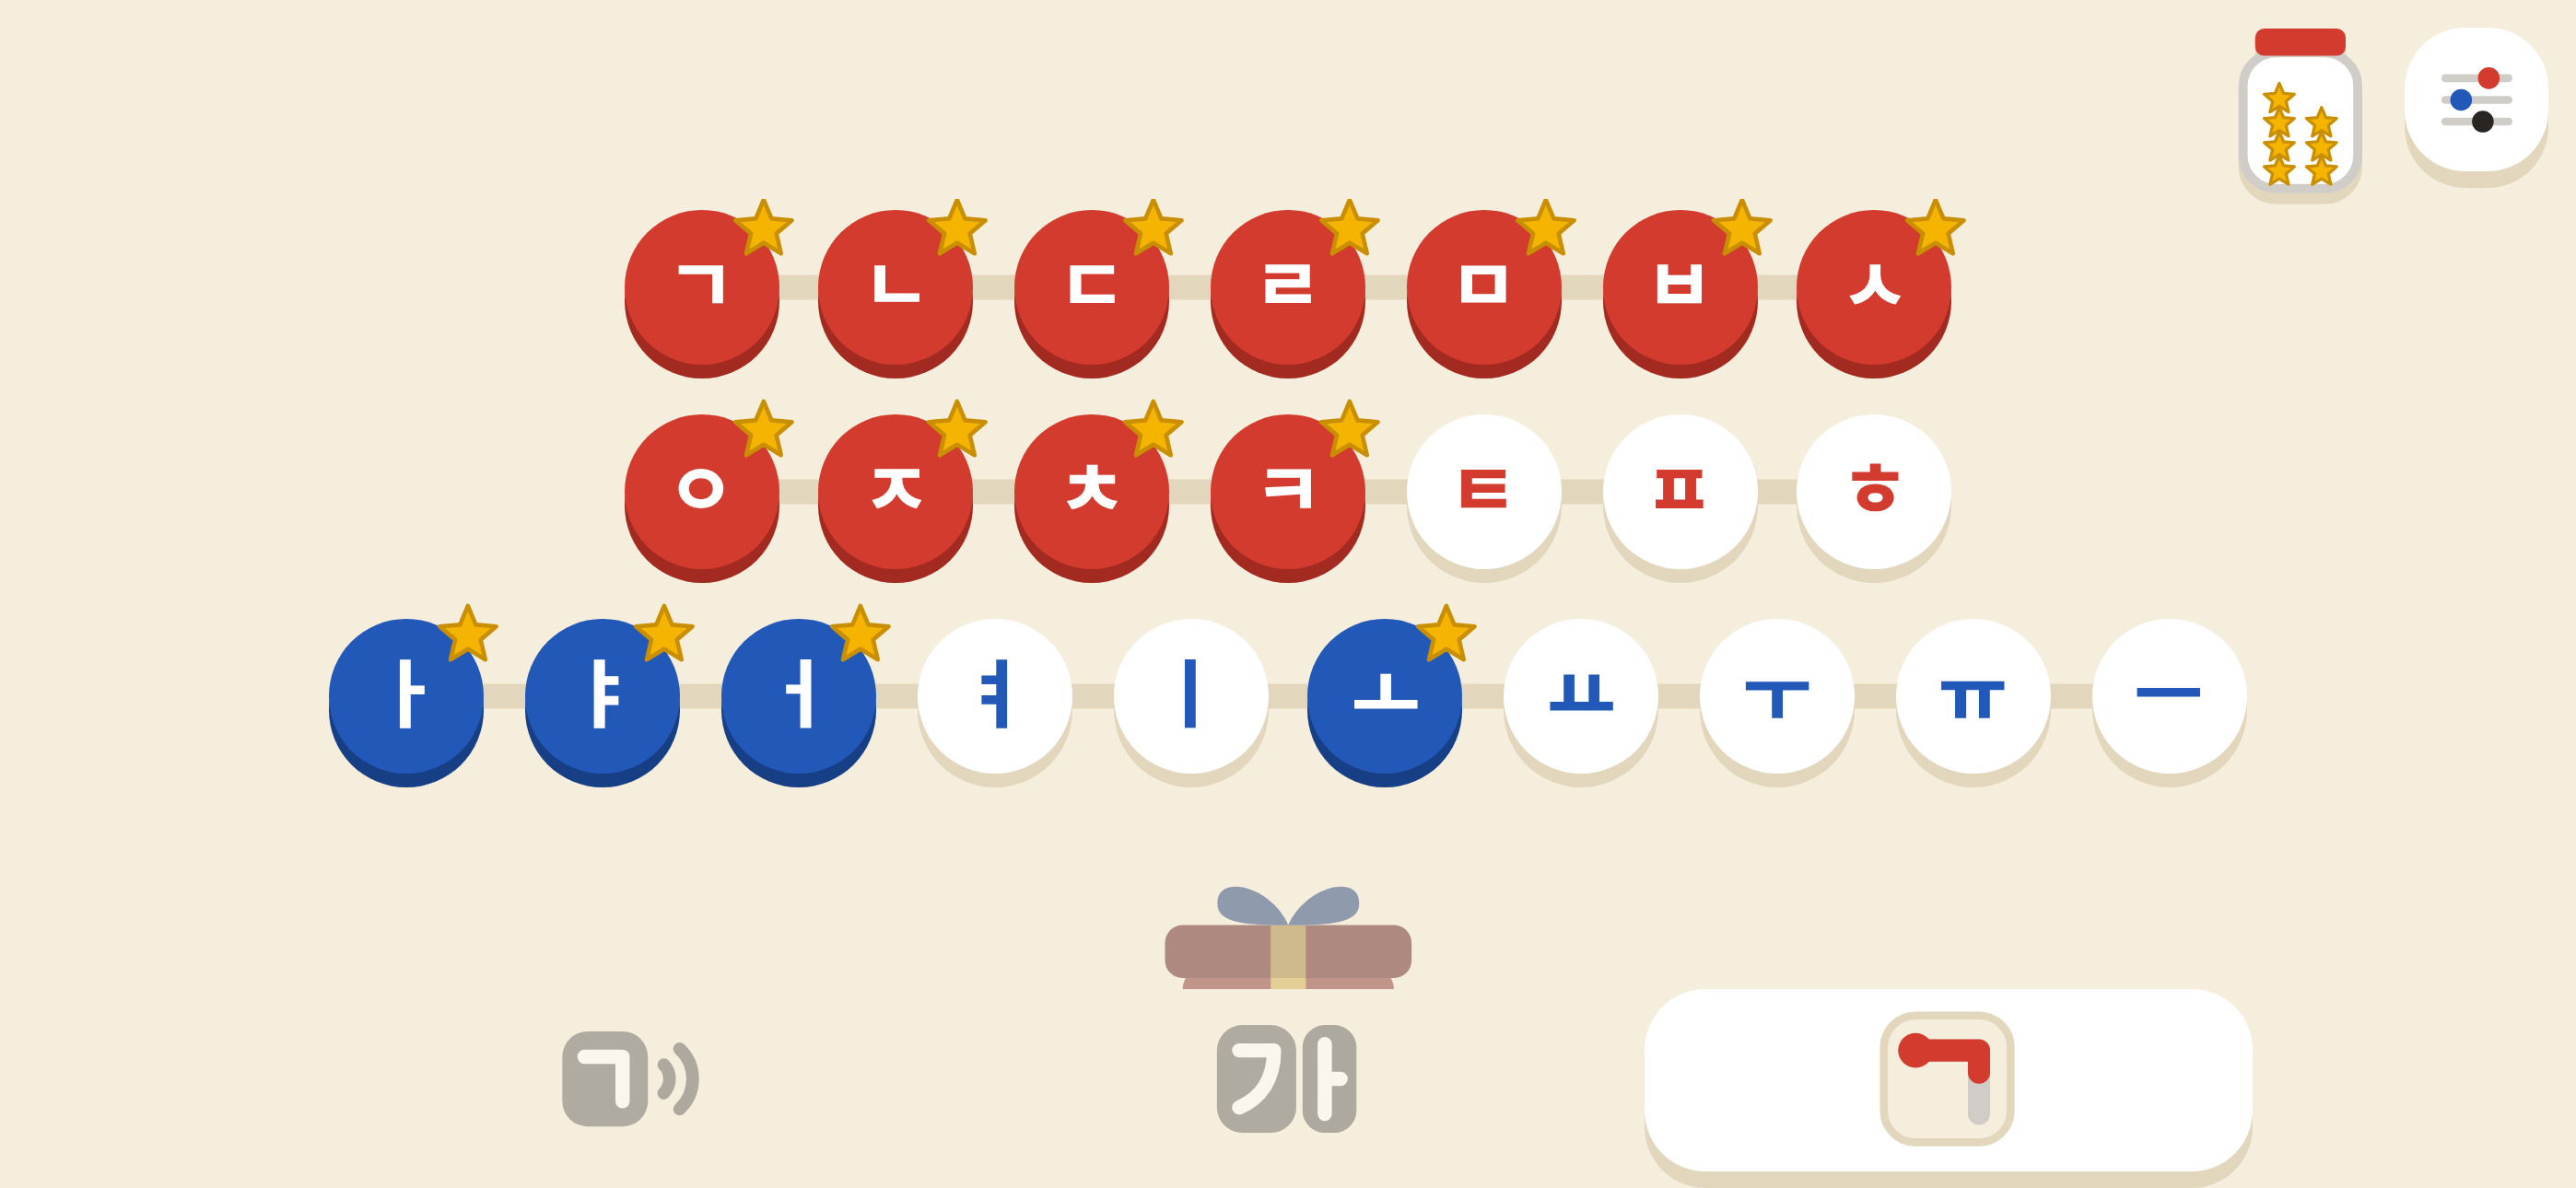 ㄱ ㄴ ㄷ ㄹ ㅁ ㅂ ㅅ
ㅇ ㅈ ㅊ ㅋ ㅌ ㅍ ㅎ
ㅏ ㅑ ㅓ ㅕ ㅣ ㅗ ㅛ ㅜ ㅠ ㅡ
ㄱ 가 ㄱ